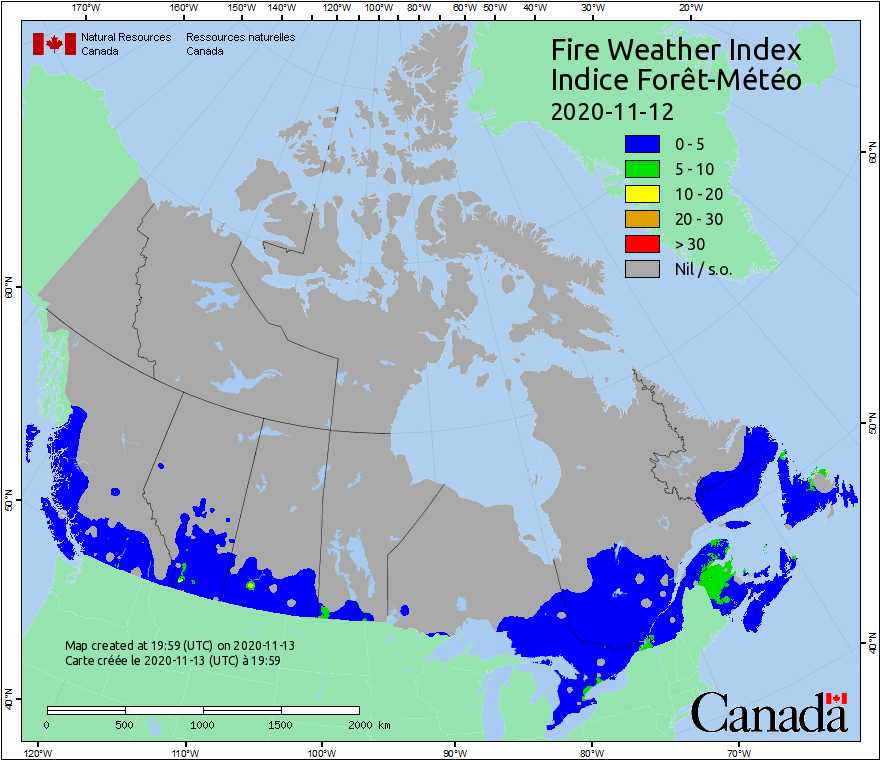 170°W 160°W 150°W 140°W 130°W 120°W 110°W 100°W 90°W 80°W 60°W 50°W 40°W 30°W 20°W
Natural Resources Ressources naturelles
Canada Canada
Fire Weather Index
Indice Forêt-Météo
2020-11-12
0 - 5
5 - 10
10 - 20
20 - 30
> 30
Nil / s.o.
60°N
50°N
40°N
60°N
50°N
40°N
Map created at 19:59 (UTC) on 2020-11-13
Carte créée le 2020-11-13 (UTC) à 19:59
0 500 1000 1500 2000 km
Canada
120°W 110°W 100°W 90°W 80°W 70°W